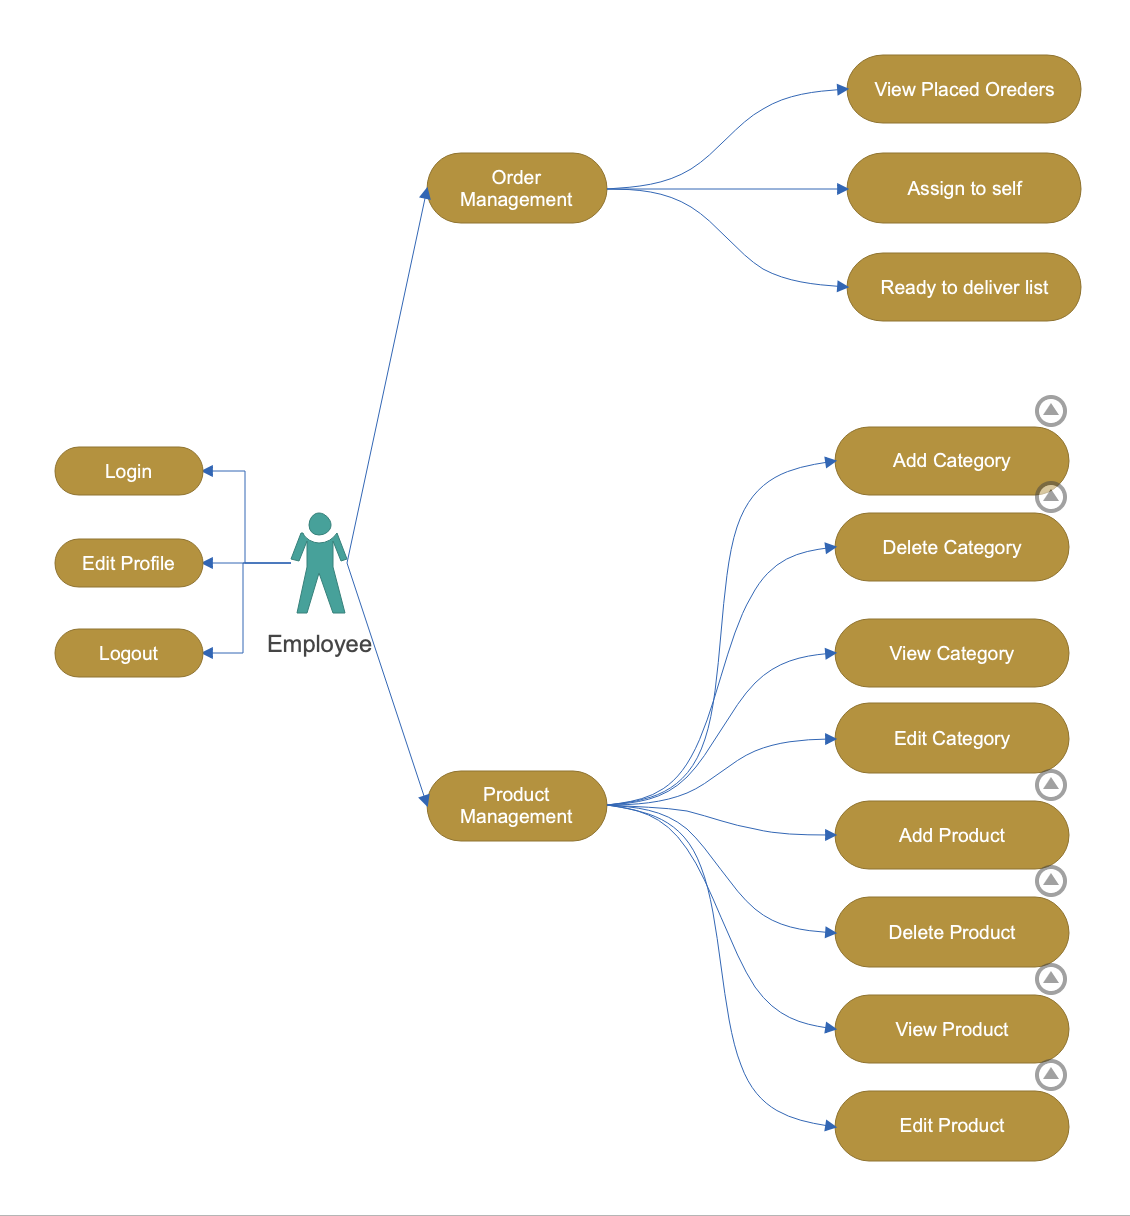 View Placed Oreders
Order
Management
Assign to self
Ready to deliver list
Login
Edit Profile
Logout
Employee
Add Category
Delete Category
View Category
Edit Category
Product
Management
Add Product
Delete Product
View Product
Edit Product